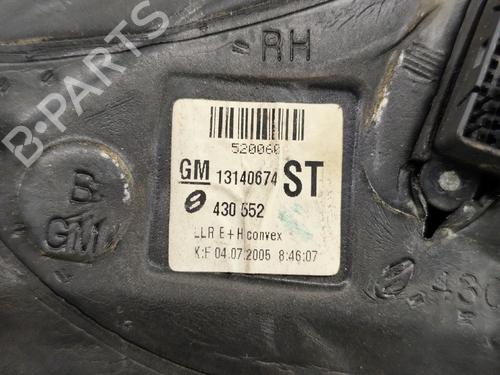 RH
520060
GM 13140674 ST
430 552
LLR E+H convex
K:F 04.07.2005 8:46:07
B
GM
B-PARTS